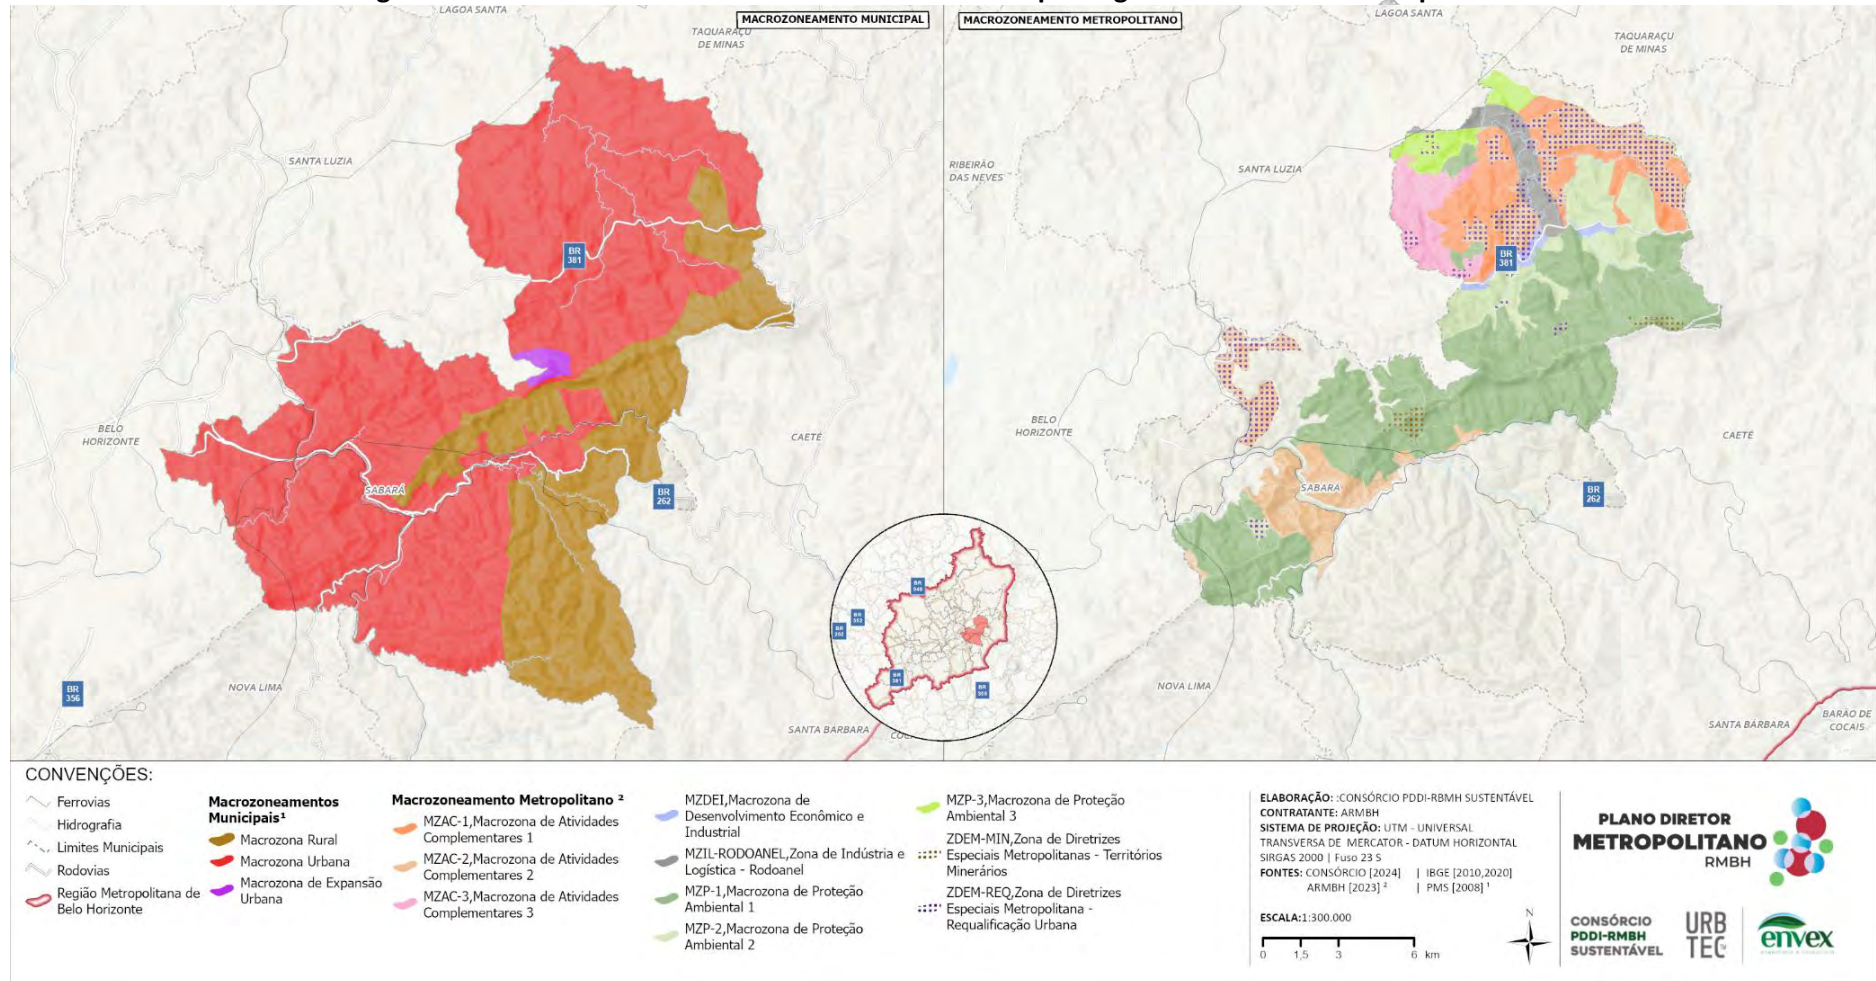 MACROZONEAMENTO MUNICIPAL
MACROZONEAMENTO METROPOLITANO
LAGOA SANTA
TAQUARAÇU
DE MINAS
SANTA LUZIA
BR
381
BELO
HORIZONTE
SABARÁ
CAETÉ
BR
262
NOVA LIMA
BR
356
SANTA BÁRBARA
LAGOA SANTA
TAQUARAÇU
DE MINAS
RIBEIRÃO
DAS NEVES
SANTA LUZIA
BR
381
BELO
HORIZONTE
CAETÉ
SABARÁ
BR
262
NOVA LIMA
SANTA BÁRBARA
BARÃO DE
COCAIS
BR
BR
BR
BR
381
BR
CONVENÇÕES:
Ferrovias
Hidrografia
Limites Municipais
Rodovias
Região Metropolitana de
Belo Horizonte
Macrozoneamentos
Municipais¹
Macrozona Rural
Macrozona Urbana
Macrozona de Expansão
Urbana
Macrozoneamento Metropolitano ²
MZAC-1,Macrozona de Atividades
Complementares 1
MZAC-2,Macrozona de Atividades
Complementares 2
MZAC-3,Macrozona de Atividades
Complementares 3
MZDEI,Macrozona de
Desenvolvimento Econômico e
Industrial
MZIL-RODOANEL,Zona de Indústria e
Logística - Rodoanel
MZP-1,Macrozona de Proteção
Ambiental 1
MZP-2,Macrozona de Proteção
Ambiental 2
MZP-3,Macrozona de Proteção
Ambiental 3
ZDEM-MIN,Zona de Diretrizes
Especiais Metropolitanas - Territórios
Minerários
ZDEM-REQ,Zona de Diretrizes
Especiais Metropolitana -
Requalificação Urbana
ELABORAÇÃO: :CONSÓRCIO PDDI-RBMH SUSTENTÁVEL
CONTRATANTE: ARMBH
SISTEMA DE PROJEÇÃO: UTM - UNIVERSAL
TRANSVERSA DE MERCATOR - DATUM HORIZONTAL
SIRGAS 2000 | Fuso 23 S
FONTES: CONSÓRCIO [2024] | IBGE [2010,2020]
ARMBH [2023] ² | PMS [2008] ¹
ESCALA:1:300.000
0 1,5 3 6 km
N
PLANO DIRETOR
METROPOLITANO
RMBH
CONSÓRCIO
PDDI-RMBH
SUSTENTÁVEL
URB
TEC
envex